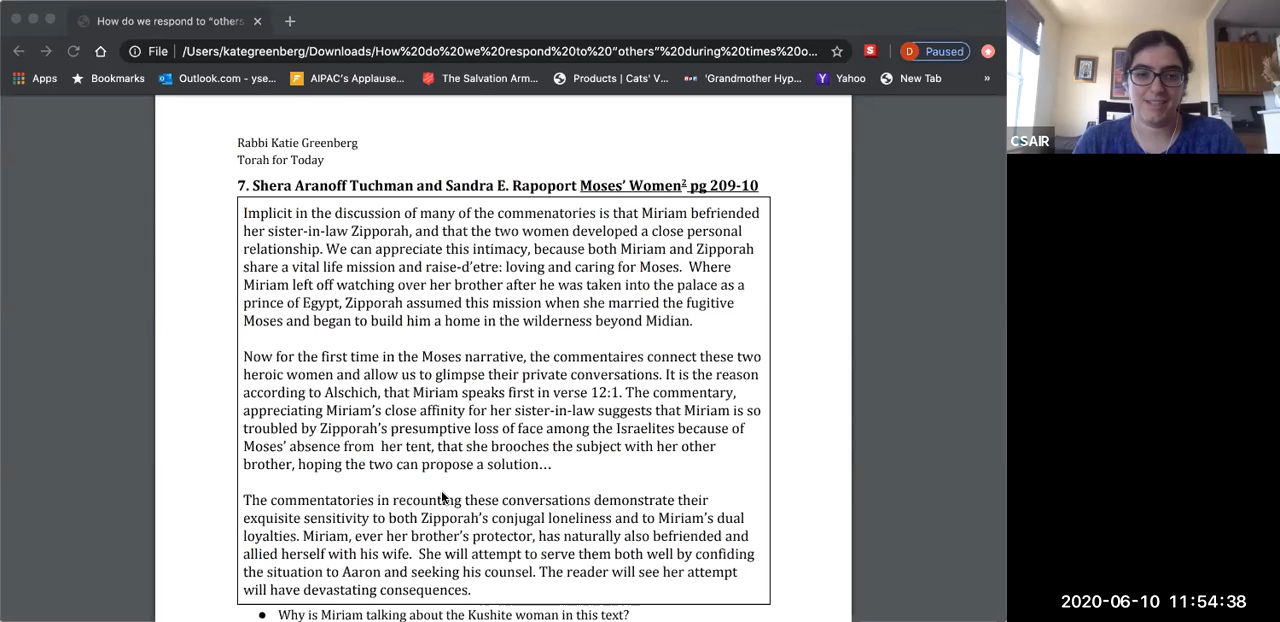 How do we respond to “others
File
/Users/kategreenberg/Downloads/How%20do%20we%20respond%20to%20“others”%20during%20times%20o...
S
D Paused
Apps
Bookmarks
Outlook.com - yse...
AIPAC's Applause...
The Salvation Arm...
Products | Cats' V...
'Grandmother Hyp...
Yahoo
New Tab
»
Rabbi Katie Greenberg
Torah for Today
7. Shera Aranoff Tuchman and Sandra E. Rapoport Moses' Women2 pg 209-10
Implicit in the discussion of many of the commenatories is that Miriam befriended
her sister-in-law Zipporah, and that the two women developed a close personal
relationship. We can appreciate this intimacy, because both Miriam and Zipporah
share a vital life mission and raise-d'etre: loving and caring for Moses. Where
Miriam left off watching over her brother after he was taken into the palace as a
prince of Egypt, Zipporah assumed this mission when she married the fugitive
Moses and began to build him a home in the wilderness beyond Midian.
Now for the first time in the Moses narrative, the commentaires connect these two
heroic women and allow us to glimpse their private conversations. It is the reason
according to Alschich, that Miriam speaks first in verse 12:1. The commentary,
appreciating Miriam's close affinity for her sister-in-law suggests that Miriam is so
troubled by Zipporah's presumptive loss of face among the Israelites because of
Moses' absence from her tent, that she brooches the subject with her other
brother, hoping the two can propose a solution...
The commentatories in recounting these conversations demonstrate their
exquisite sensitivity to both Zipporah's conjugal loneliness and to Miriam's dual
loyalties. Miriam, ever her brother's protector, has naturally also befriended and
allied herself with his wife. She will attempt to serve them both well by confiding
the situation to Aaron and seeking his counsel. The reader will see her attempt
will have devastating consequences.
● Why is Miriam talking about the Kushite woman in this text?
CSAIR
2020-06-10 11:54:38